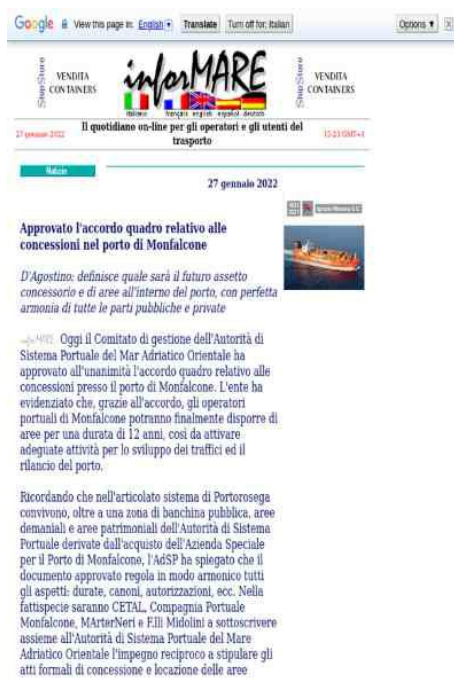 Google View this page in: English Translate Turn off for: Italian Options ▼
ShipStore
VENDITA
CONTAINERS
inforMARE
ShipStore
VENDITA
CONTAINERS
italiano français english español deutsch
27 gennaio 2022 Il quotidiano on-line per gli operatori e gli utenti del trasporto 15:23 GMT+1
Notizie
27 gennaio 2022
Approvato l'accordo quadro relativo alle
concessioni nel porto di Monfalcone
D'Agostino: definisce quale sarà il futuro assetto
concessorio e di aree all'interno del porto, con perfetta
armonia di tutte le parti pubbliche e private
inforMARE Oggi il Comitato di gestione dell'Autorità di
Sistema Portuale del Mar Adriatico Orientale ha
approvato all'unanimità l'accordo quadro relativo alle
concessioni presso il porto di Monfalcone. L'ente ha
evidenziato che, grazie all'accordo, gli operatori
portuali di Monfalcone potranno finalmente disporre di
aree per una durata di 12 anni, così da attivare
adeguate attività per lo sviluppo dei traffici ed il
rilancio del porto.
Ricordando che nell'articolato sistema di Portorosega
convivono, oltre a una zona di banchina pubblica, aree
demaniali e aree patrimoniali dell'Autorità di Sistema
Portuale derivate dall'acquisto dell'Azienda Speciale
per il Porto di Monfalcone, l'AdSP ha spiegato che il
documento approvato regola in modo armonico tutti
gli aspetti: durate, canoni, autorizzazioni, ecc. Nella
fattispecie saranno CETAL, Compagnia Portuale
Monfalcone, MArterNeri e F.lli Midolini a sottoscrivere
assieme all'Autorità di Sistema Portuale del Mare
Adriatico Orientale l'impegno reciproco a stipulare gli
atti formali di concessione e locazione delle aree